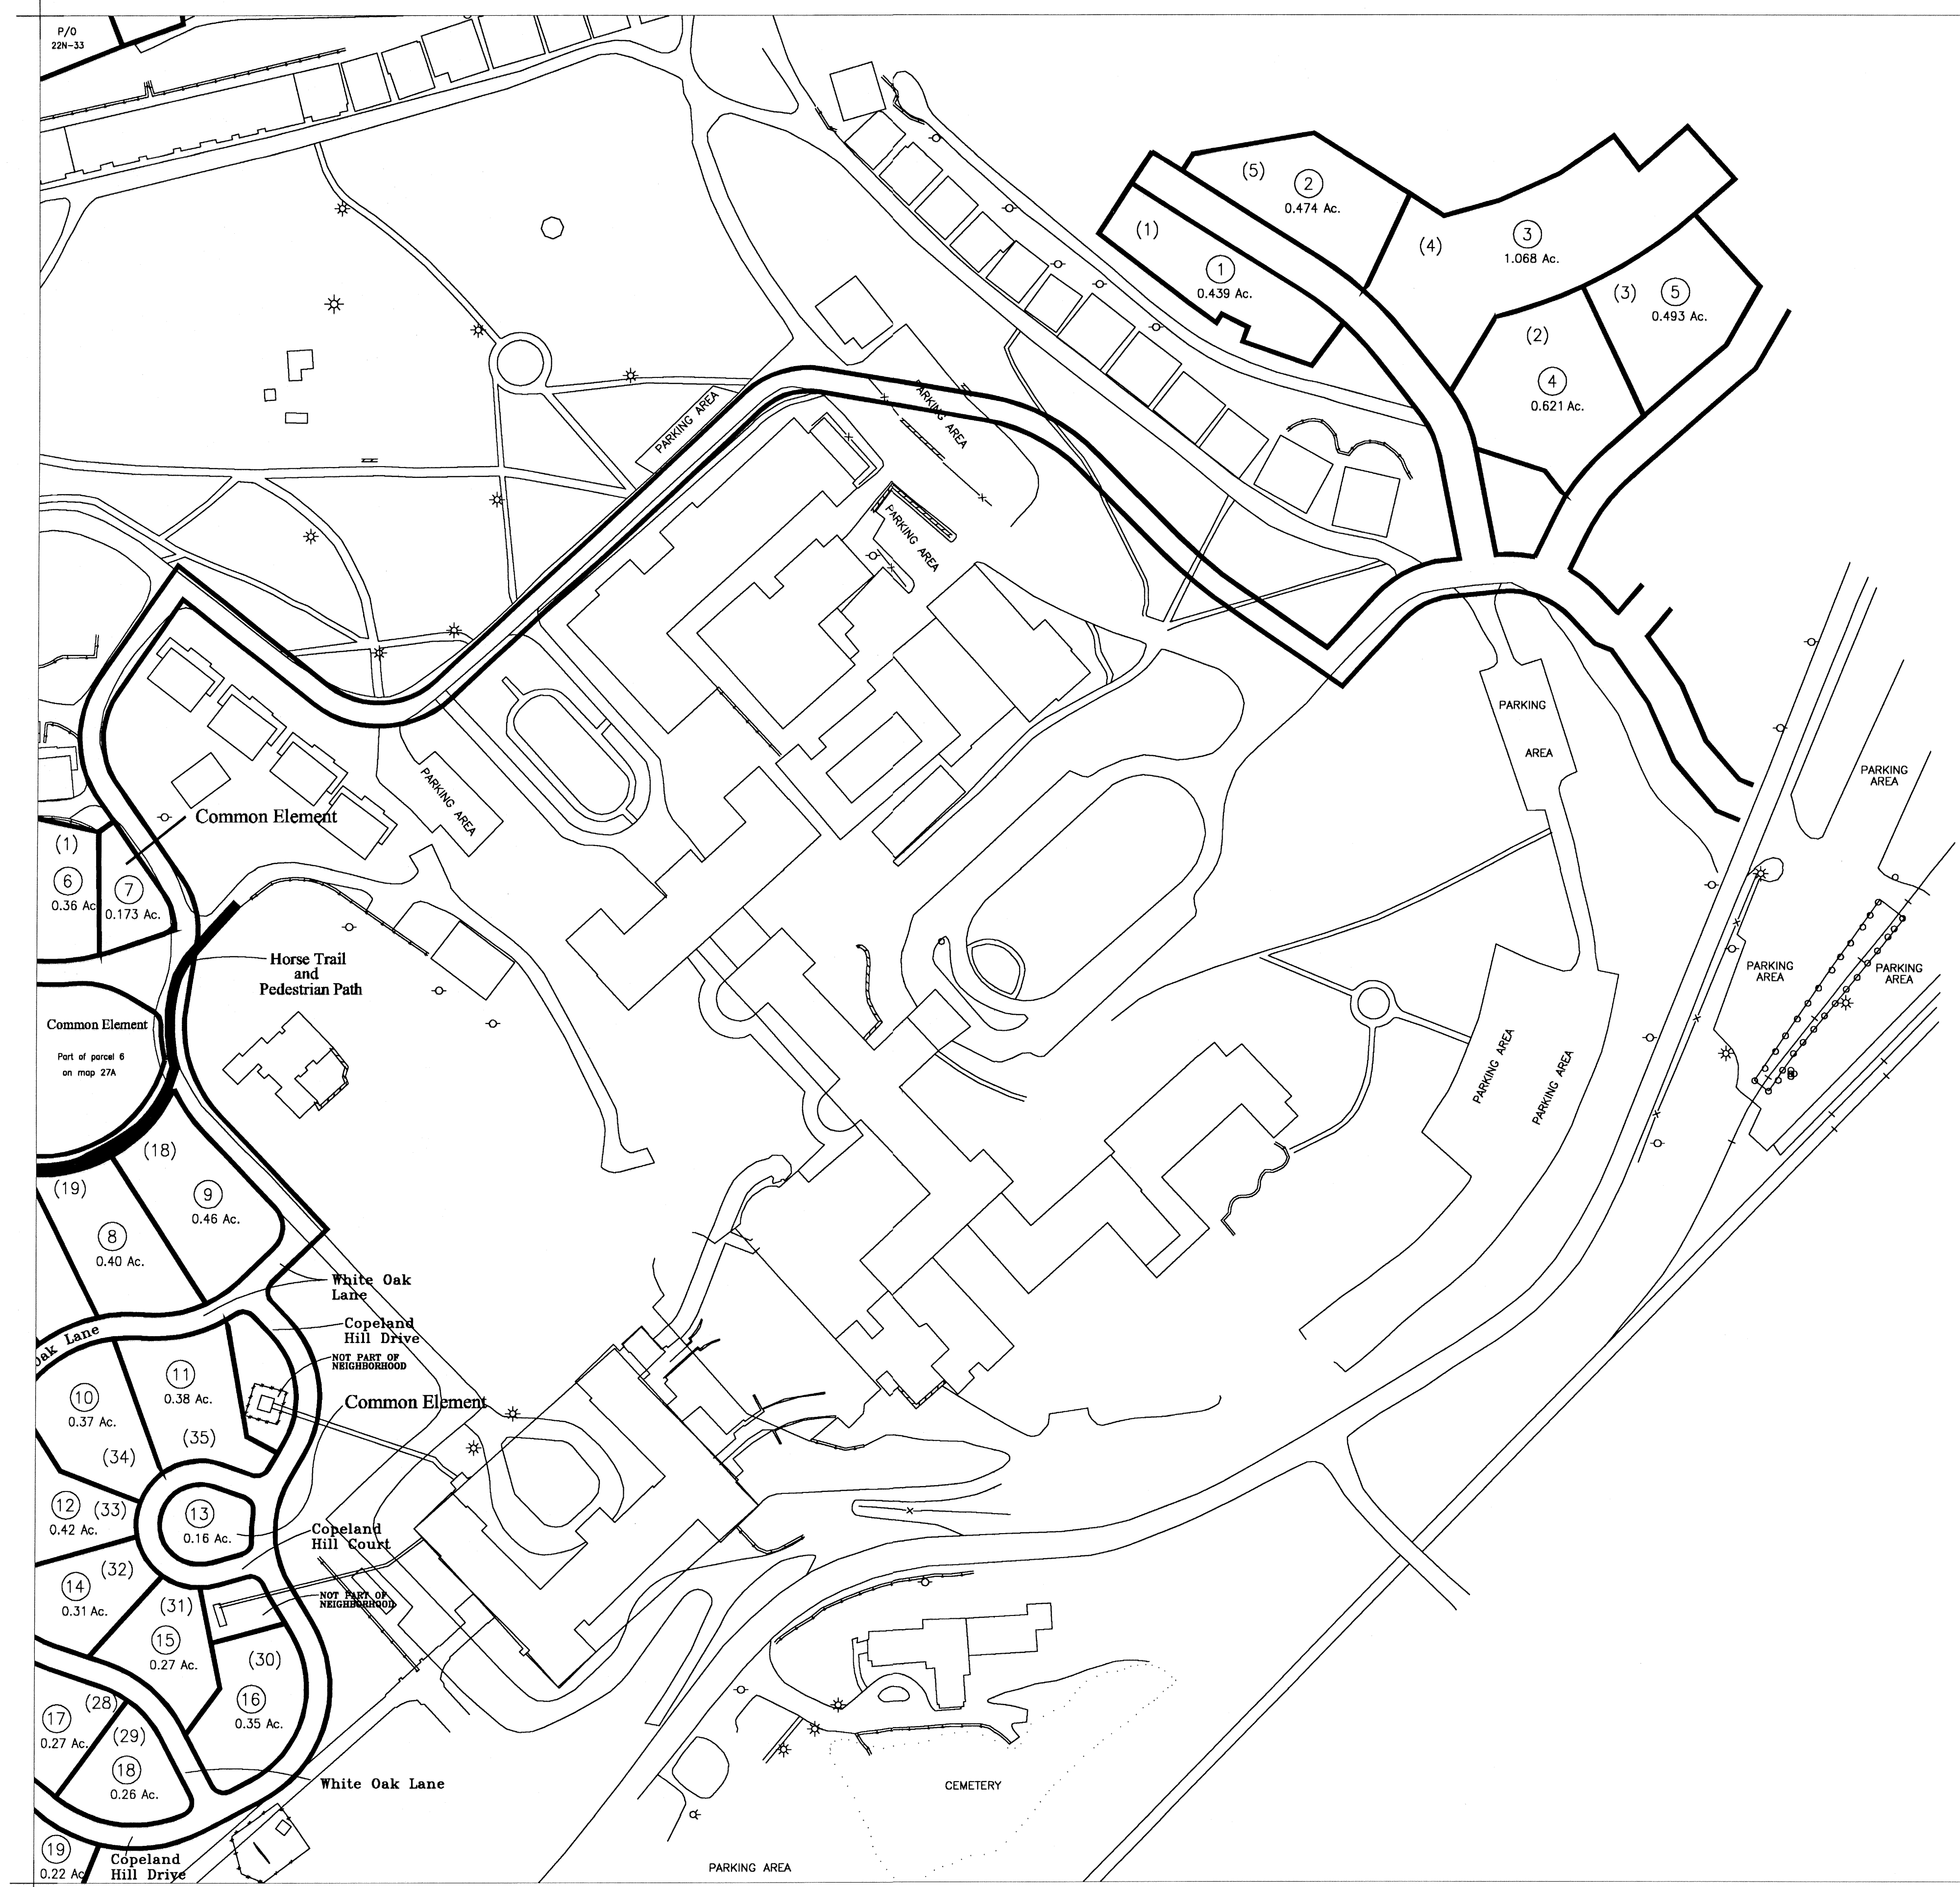 P/O
22N-33
(5)
2
0.474 Ac.
(1)
1
0.439 Ac.
(4)
3
1.068 Ac.
(3)
5
0.493 Ac.
(2)
4
0.621 Ac.
PARKING AREA
PARKING AREA
PARKING AREA
PARKING
AREA
PARKING
AREA
PARKING AREA
Common Element
(1)
6
0.36 Ac
7
0.173 Ac.
Horse Trail
and
Pedestrian Path
PARKING
AREA
PARKING
AREA
Common Element
Part of parcel 6
on map 27A
PARKING AREA
PARKING AREA
(18)
(19)
9
0.46 Ac.
8
0.40 Ac.
White Oak
Lane
Copeland
Hill Drive
Oak Lane
NOT PART OF
NEIGHBORHOOD
11
0.38 Ac.
10
0.37 Ac.
Common Element
(35)
(34)
12
(33)
0.42 Ac.
13
0.16 Ac.
Copeland
Hill Court
(32)
14
0.31 Ac.
(31)
NOT PART OF
NEIGHBORHOOD
15
0.27 Ac.
(30)
16
0.35 Ac.
(28)
17
0.27 Ac.
(29)
18
0.26 Ac.
White Oak Lane
CEMETERY
19
0.22 Ac
Copeland
Hill Drive
PARKING AREA